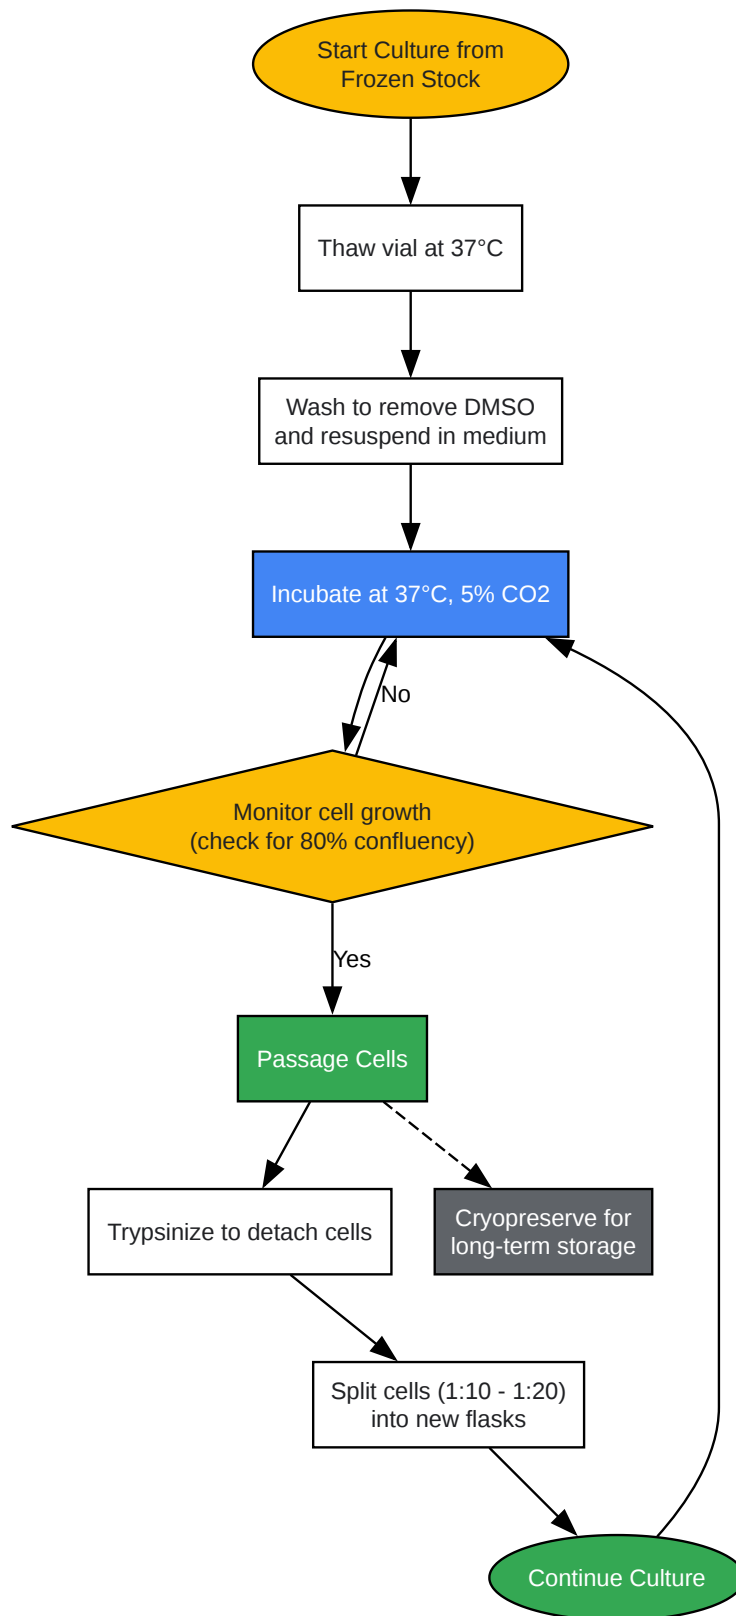 Start Culture from
Frozen Stock
Thaw vial at 37°C
Wash to remove DMSO
and resuspend in medium
Incubate at 37°C, 5% CO2
No
Monitor cell growth
(check for 80% confluency)
Yes
Passage Cells
Trypsinize to detach cells
Cryopreserve for
long-term storage
Split cells (1:10 - 1:20)
into new flasks
Continue Culture